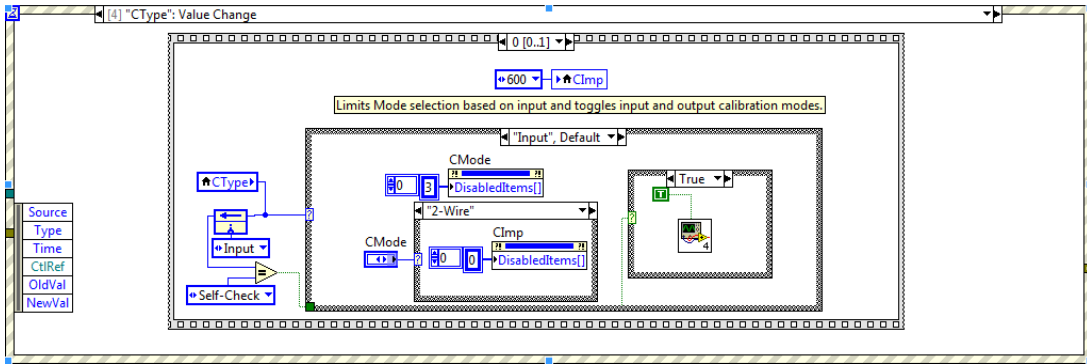 [4] "CType": Value Change
0 [0..1]
600
CImp
Limits Mode selection based on input and toggles input and output calibration modes.
"Input", Default
CMode
0
3
DisabledItems[]
True
T
4
CType
"2-Wire"
Source
Type
Time
CtlRef
OldVal
NewVal
i
Input
CMode
CImp
0
0
DisabledItems[]
=
Self-Check
?
?
?
?!
?!